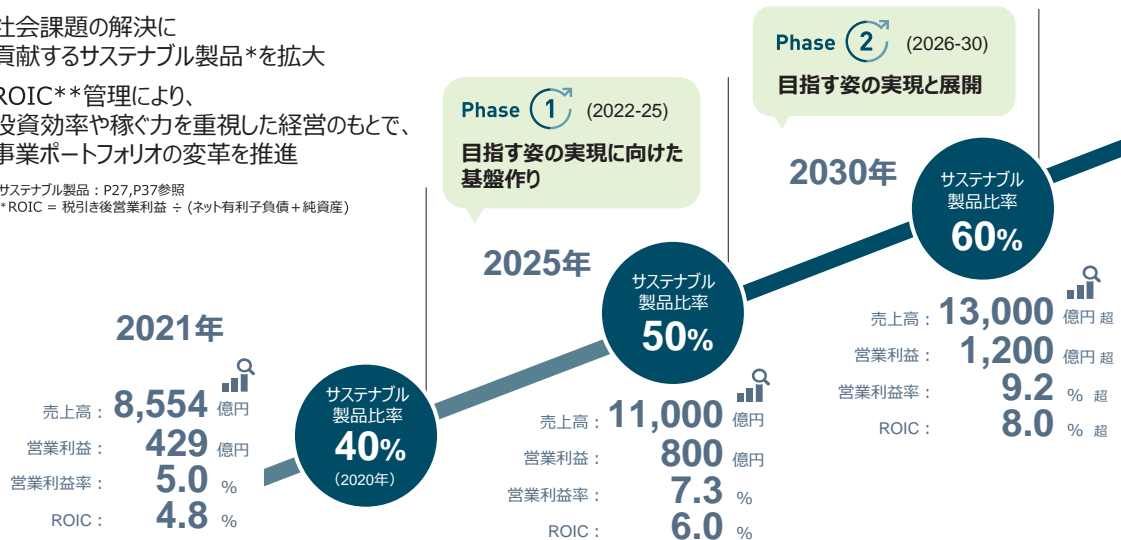 社会課題の解決に
貢献するサステナブル製品*を拡大
ROIC**管理により、
投資効率や稼ぐ力を重視した経営のもとで、
事業ポートフォリオの変革を推進
サステナブル製品：P27,P37参照
*ROIC = 税引き後営業利益 ÷ (ネット有利子負債＋純資産)
Phase 1 (2022-25)
目指す姿の実現に向けた
基盤作り
Phase 2 (2026-30)
目指す姿の実現と展開
2021年
売上高： 8,554 億円
営業利益： 429 億円
営業利益率： 5.0 %
ROIC： 4.8 %
サステナブル
製品比率
40%
（2020年）
2025年
サステナブル
製品比率
50%
売上高： 11,000 億円
営業利益： 800 億円
営業利益率： 7.3 %
ROIC： 6.0 %
2030年
サステナブル
製品比率
60%
売上高： 13,000 億円 超
営業利益： 1,200 億円 超
営業利益率： 9.2 % 超
ROIC： 8.0 % 超